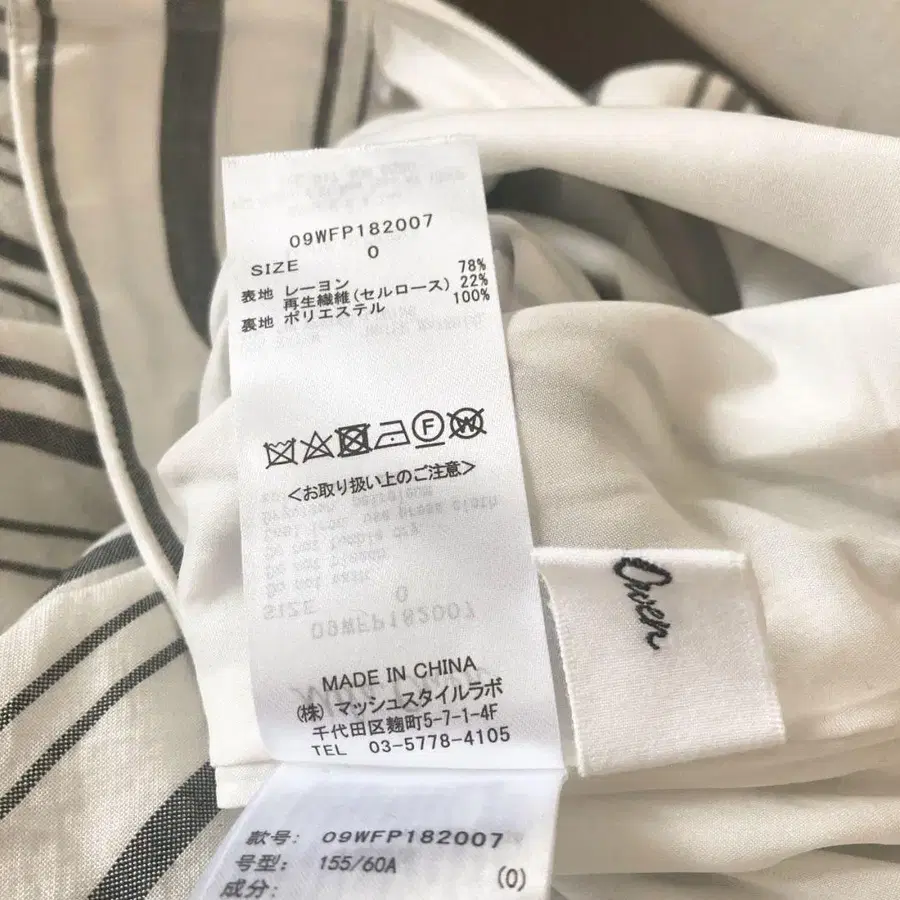 09WFP182007
SIZE 0
表地 レーヨン 78%
再生繊維(セルロース) 22%
裏地 ポリエステル 100%
<お取り扱い上のご注意>
MADE IN CHINA
(株) マッシュスタイルラボ
千代田区麹町5-7-1-4F
TEL 03-5778-4105
Owen
款号: 09WFP182007
号型: 155/60A (0)
成分: